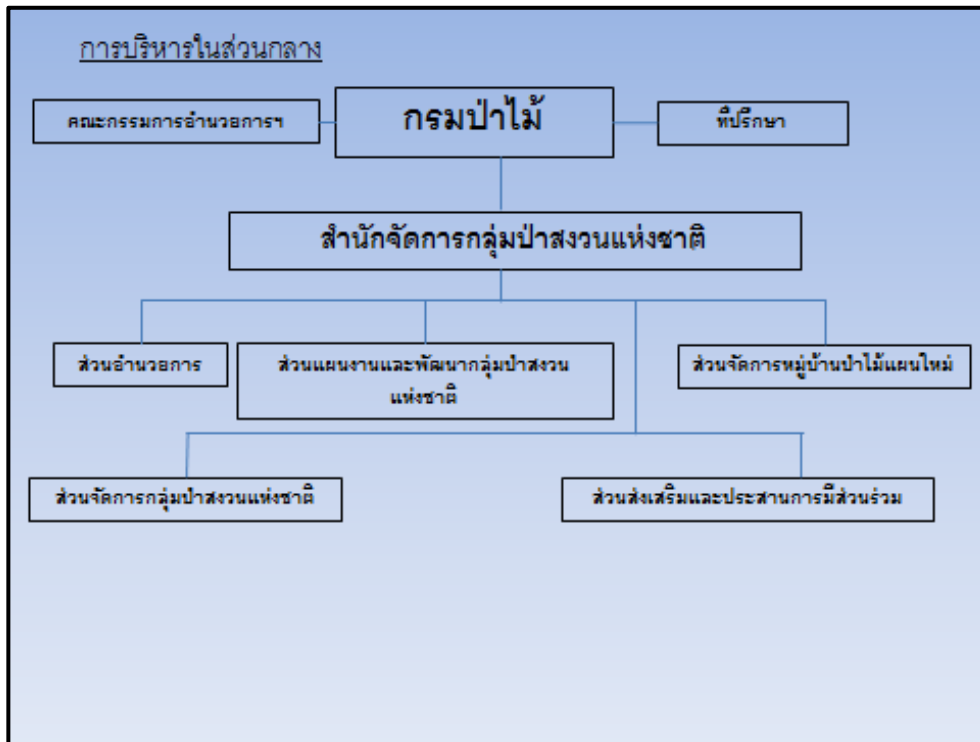 การบริหารในส่วนกลาง
คณะกรรมการอำนวยการฯ
กรมป่าไม้
ที่ปรึกษา
สำนักจัดการกลุ่มป่าสงวนแห่งชาติ
ส่วนอำนวยการ
ส่วนแผนงานและพัฒนากลุ่มป่าสงวน
แห่งชาติ
ส่วนจัดการหมู่บ้านป่าไม้แผนใหม่
ส่วนจัดการกลุ่มป่าสงวนแห่งชาติ
ส่วนส่งเสริมและประสานการมีส่วนร่วม